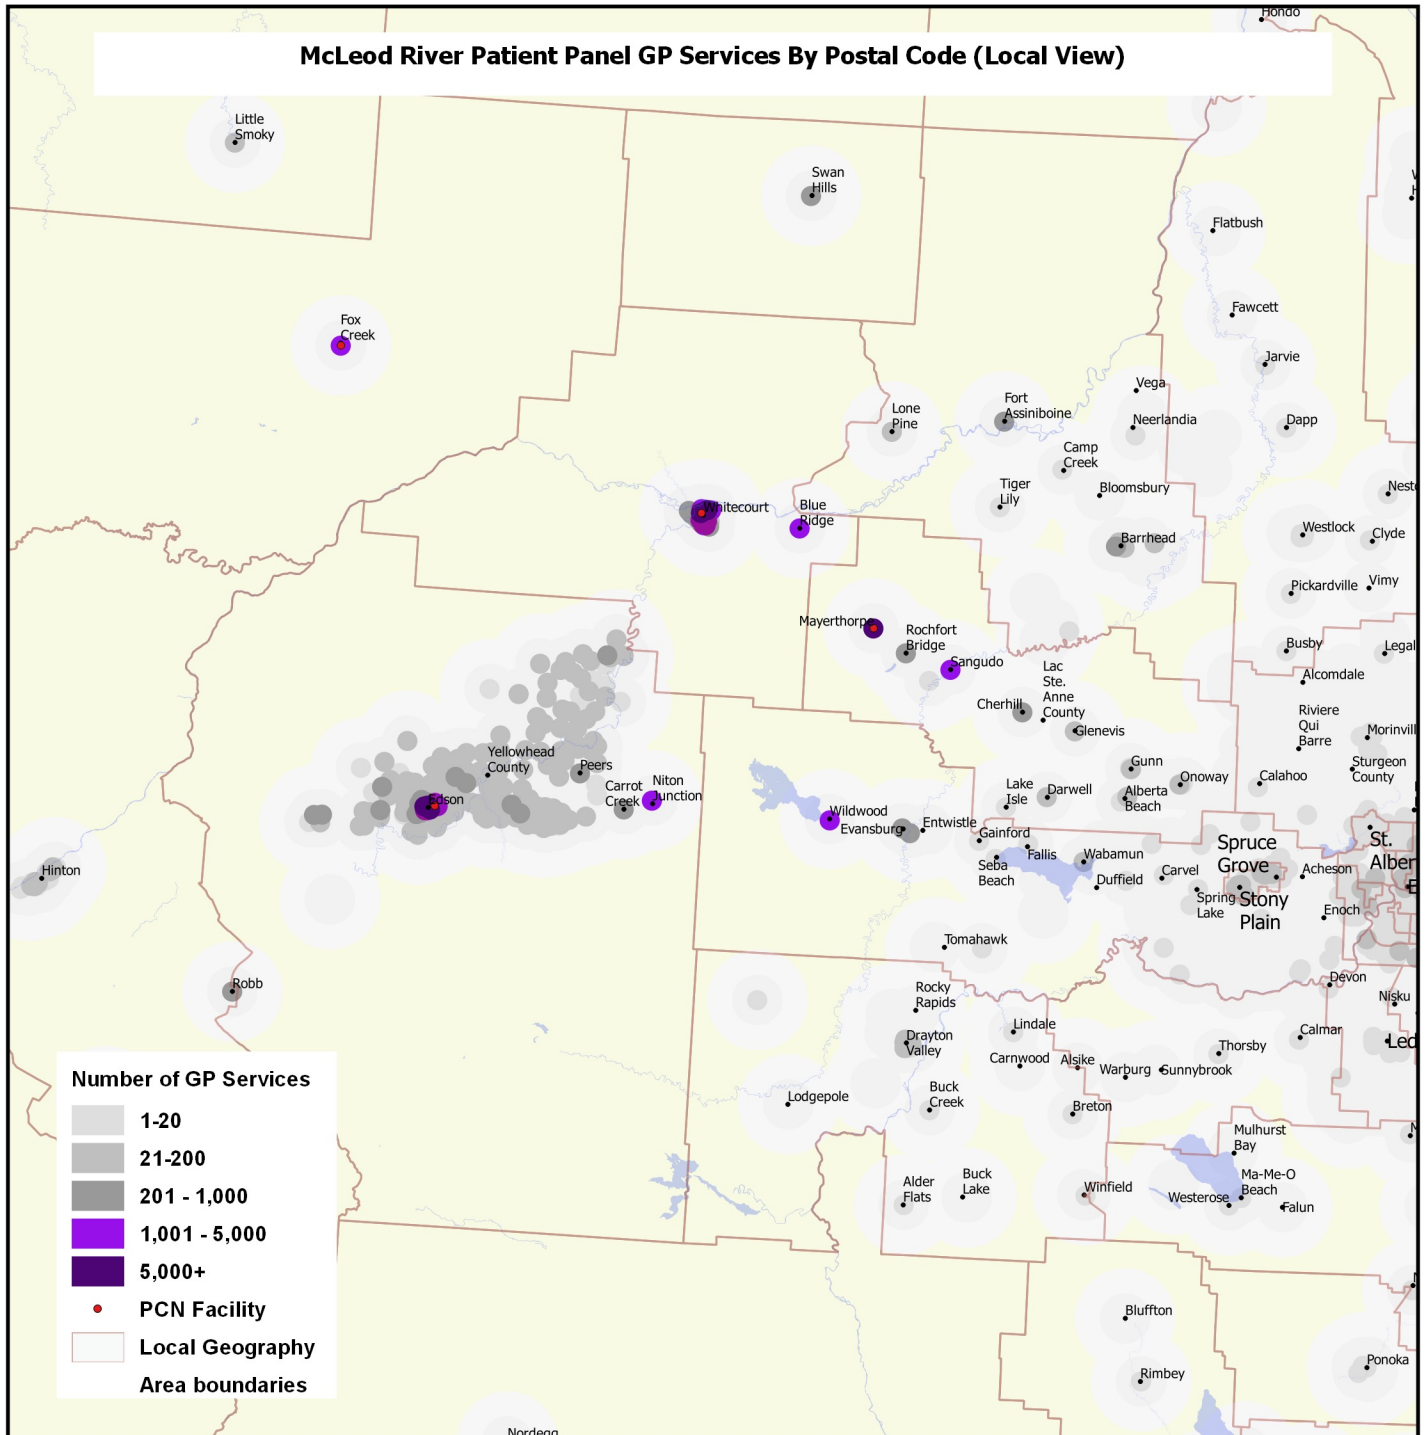 Hondo
McLeod River Patient Panel GP Services By Postal Code (Local View)
Little
Smoky
Swan
Hills
Flatbush
Fawcett
Fox
Creek
Jarvie
Vega
Fort
Assiniboine
Lone
Pine
Neerlandia
Dapp
Camp
Creek
Tiger
Lily
Bloomsbury
Nest
Whitecourt
Blue
Ridge
Westlock
Clyde
Barrhead
Pickardville
Vimy
Mayerthorpe
Rochfort
Bridge
Busby
Legal
Sangudo
Lac
Ste.
Anne
County
Alcomdale
Cherhill
Riviere
Qui
Barre
Glenevis
Morinvill
Yellowhead
County
Peers
Gunn
Sturgeon
County
Onoway
Calahoo
Carrot
Creek
Niton
Junction
Lake
Isle
Darwell
Alberta
Beach
Edson
Wildwood
Evansburg
Entwistle
Gainford
Spruce
Grove
St.
Alber
Seba
Beach
Fallis
Wabamun
Hinton
Duffield
Carvel
Acheson
E
Spring
Lake
Stony
Plain
Enoch
Tomahawk
Robb
Devon
Rocky
Rapids
Nisku
Lindale
Calmar
Drayton
Valley
Led
Carnwood
Alsike
Warburg
Sunnybrook
Thorsby
Lodgepole
Buck
Creek
Breton
Mulhurst
Bay
Alder
Flats
Buck
Lake
Winfield
Ma-Me-O
Beach
Westerose
Falun
Number of GP Services
1-20
21-200
201 - 1,000
1,001 - 5,000
5,000+
PCN Facility
Local Geography
Area boundaries
Bluffton
Rimbey
Ponoka
Nordegg